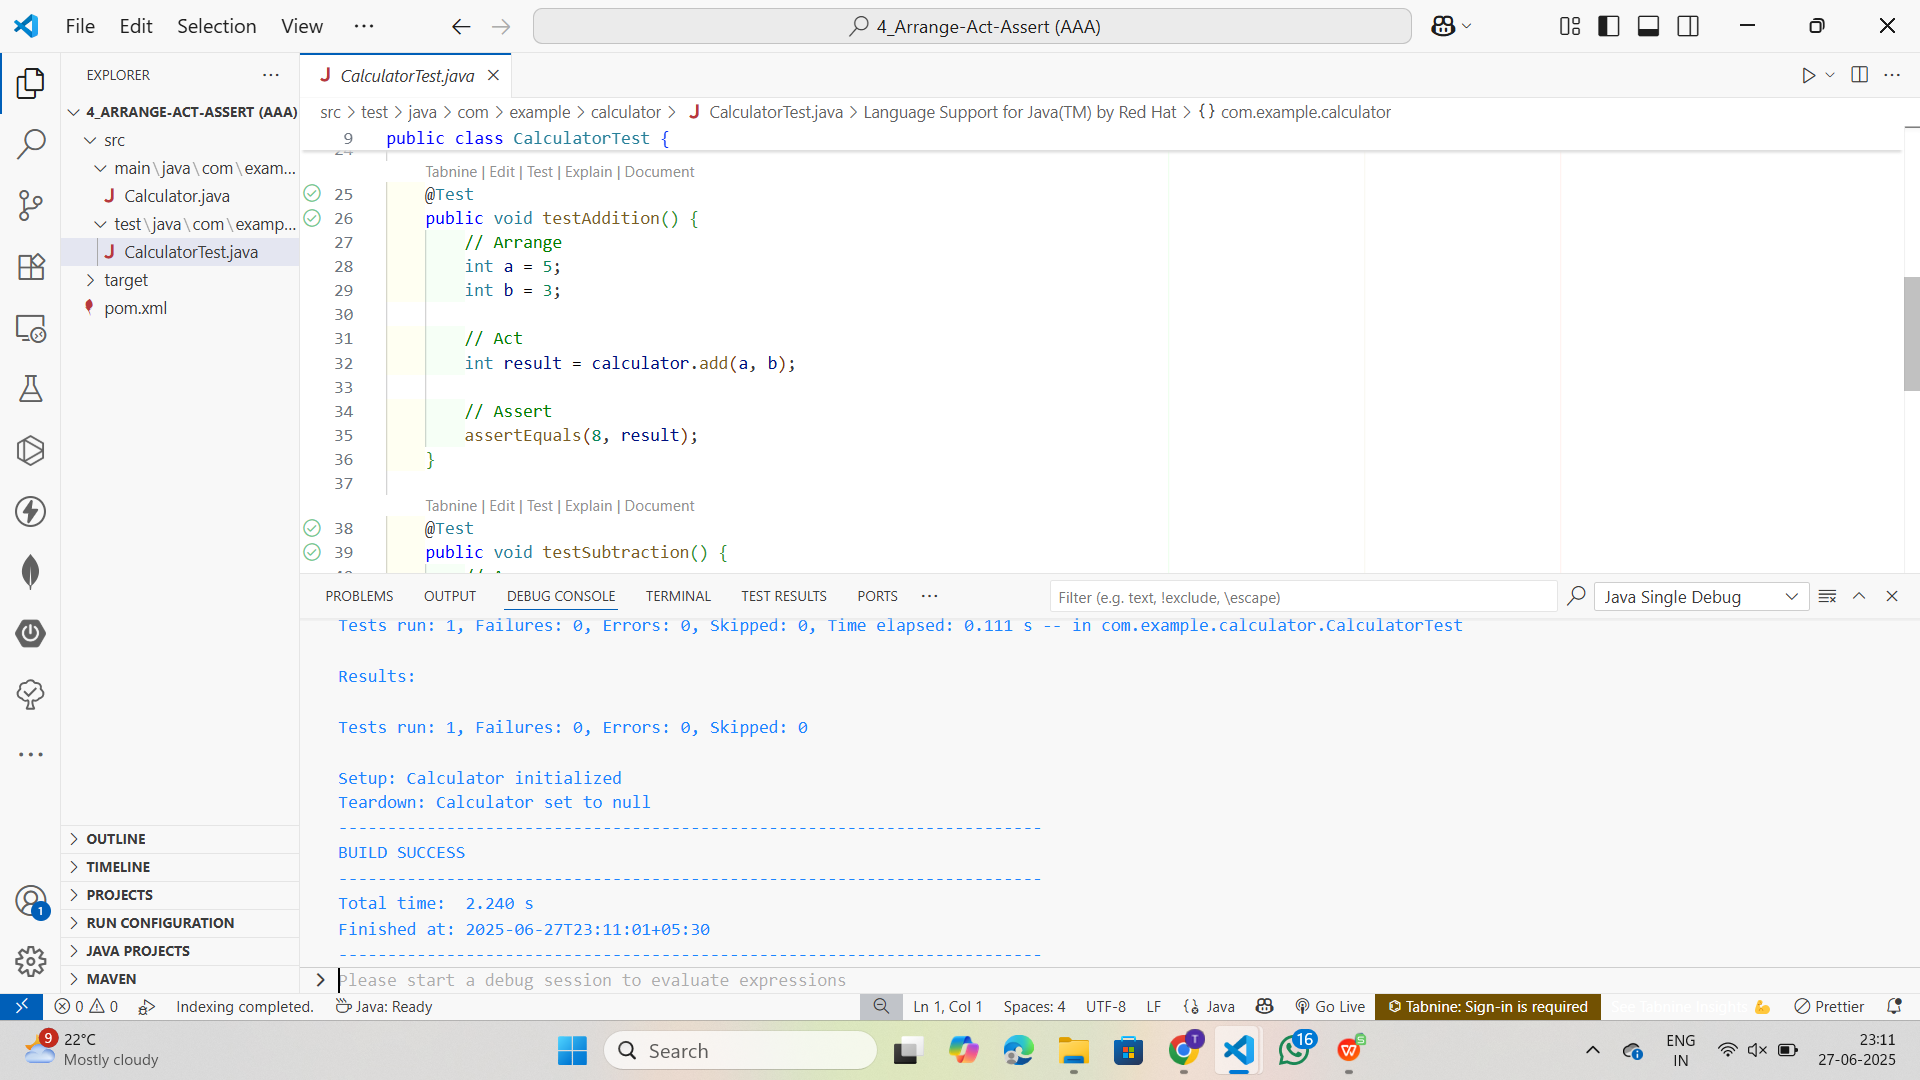 File Edit Selection View ···
4_Arrange-Act-Assert (AAA)
EXPLORER
4_ARRANGE-ACT-ASSERT (AAA)
src
main\java\com\exam...
Calculator.java
test\java\com\examp...
CalculatorTest.java
target
pom.xml
OUTLINE
TIMELINE
PROJECTS
RUN CONFIGURATION
JAVA PROJECTS
MAVEN
1
CalculatorTest.java
src > test > java > com > example > calculator > CalculatorTest.java > Language Support for Java(TM) by Red Hat > {} com.example.calculator
9 public class CalculatorTest {
Tabnine | Edit | Test | Explain | Document
25 @Test
26 public void testAddition() {
27 // Arrange
28 int a = 5;
29 int b = 3;
30
31 // Act
32 int result = calculator.add(a, b);
33
34 // Assert
35 assertEquals(8, result);
36 }
37
Tabnine | Edit | Test | Explain | Document
38 @Test
39 public void testSubtraction() {
PROBLEMS OUTPUT DEBUG CONSOLE TERMINAL TEST RESULTS PORTS ···
Filter (e.g. text, !exclude, \escape)
Java Single Debug
Tests run: 1, Failures: 0, Errors: 0, Skipped: 0, Time elapsed: 0.111 s -- in com.example.calculator.CalculatorTest
Results:
Tests run: 1, Failures: 0, Errors: 0, Skipped: 0
Setup: Calculator initialized
Teardown: Calculator set to null
------------------------------------------------------------------------
BUILD SUCCESS
------------------------------------------------------------------------
Total time:  2.240 s
Finished at: 2025-06-27T23:11:01+05:30
------------------------------------------------------------------------
Please start a debug session to evaluate expressions
0 0 Indexing completed. Java: Ready Ln 1, Col 1 Spaces: 4 UTF-8 LF {} Java Go Live Tabnine: Sign-in is required See Tabnine Insights Prettier
9 22°C
Mostly cloudy
Search
T
16
S
W
ENG
IN
23:11
27-06-2025